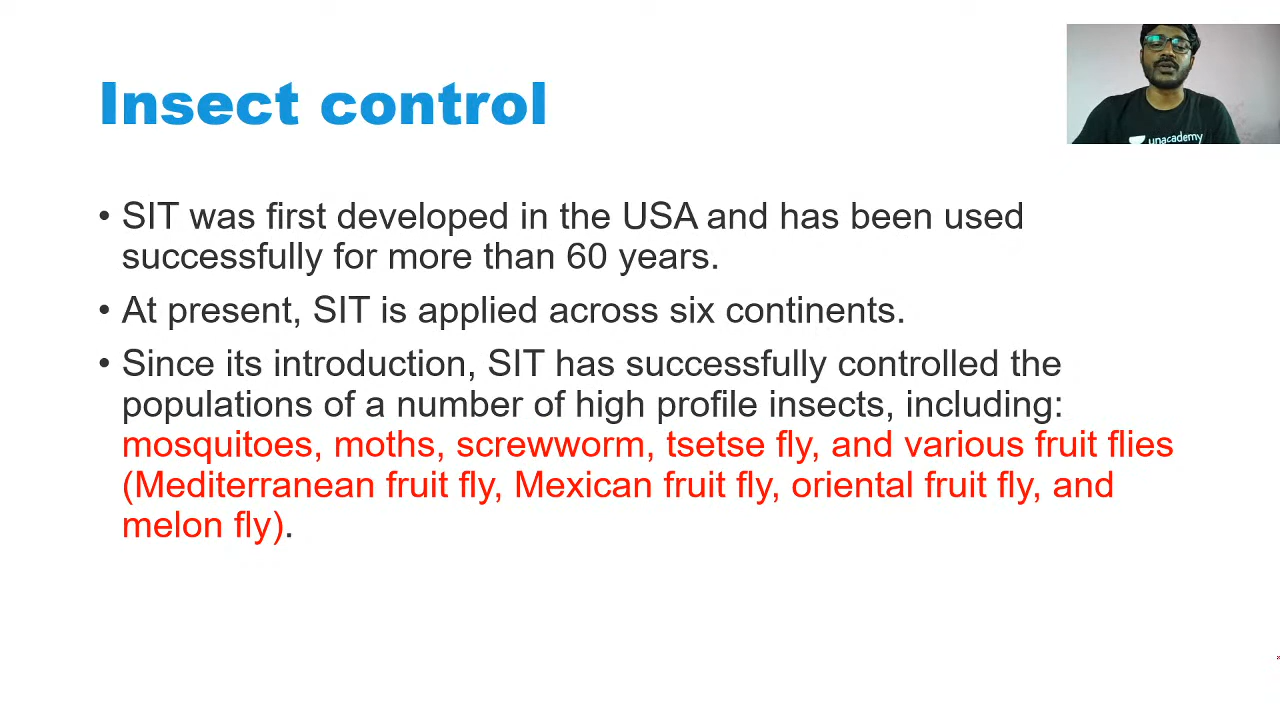 Insect control
unacademy
• SIT was first developed in the USA and has been used
successfully for more than 60 years.
• At present, SIT is applied across six continents.
• Since its introduction, SIT has successfully controlled the
populations of a number of high profile insects, including:
mosquitoes, moths, screwworm, tsetse fly, and various fruit flies
(Mediterranean fruit fly, Mexican fruit fly, oriental fruit fly, and
melon fly).